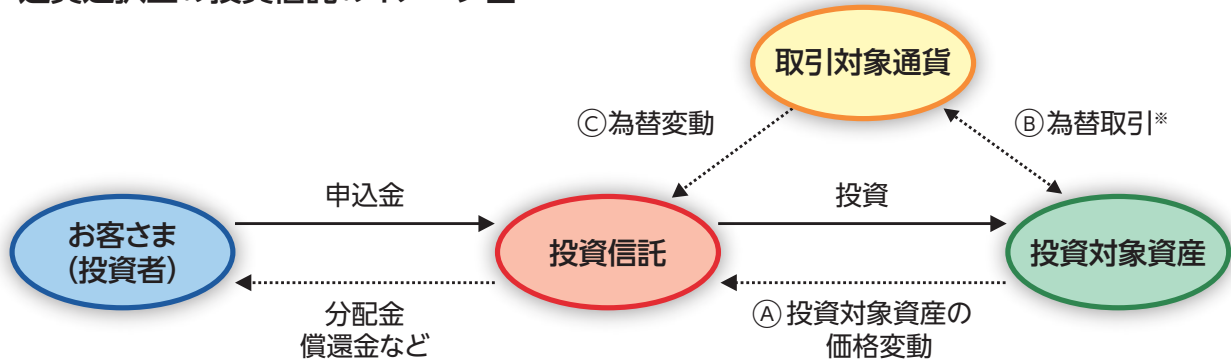 取引対象通貨
Ⓒ為替変動
Ⓑ為替取引※
申込金
投資
お客さま
（投資者）
投資信託
投資対象資産
分配金
償還金など
Ⓐ投資対象資産の
価格変動